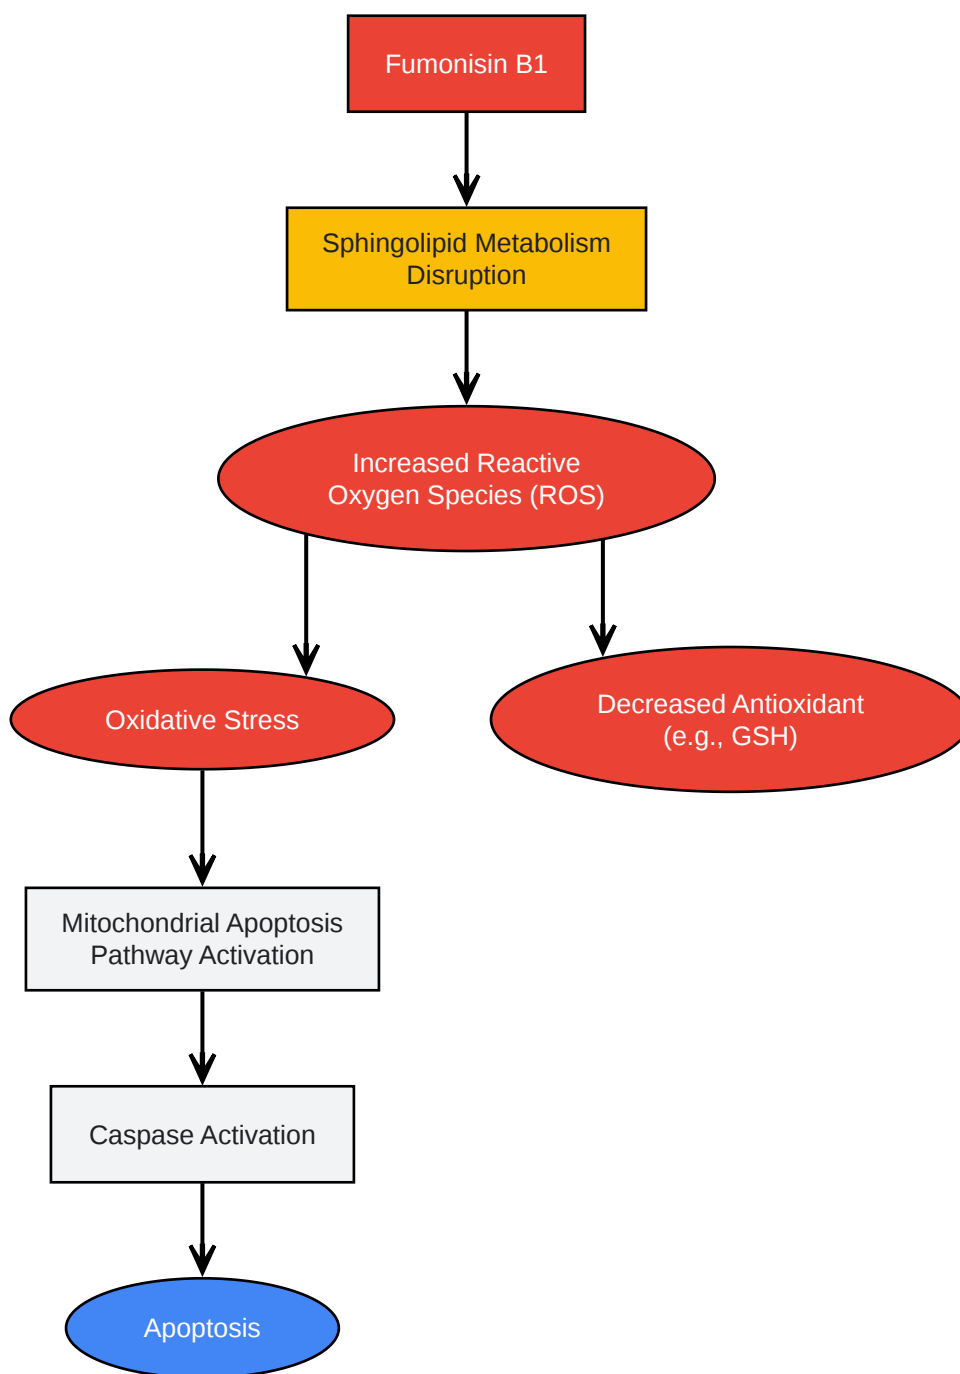 Fumonisin B1
Sphingolipid Metabolism
Disruption
Increased Reactive
Oxygen Species (ROS)
Oxidative Stress
Decreased Antioxidant
(e.g., GSH)
Mitochondrial Apoptosis
Pathway Activation
Caspase Activation
Apoptosis